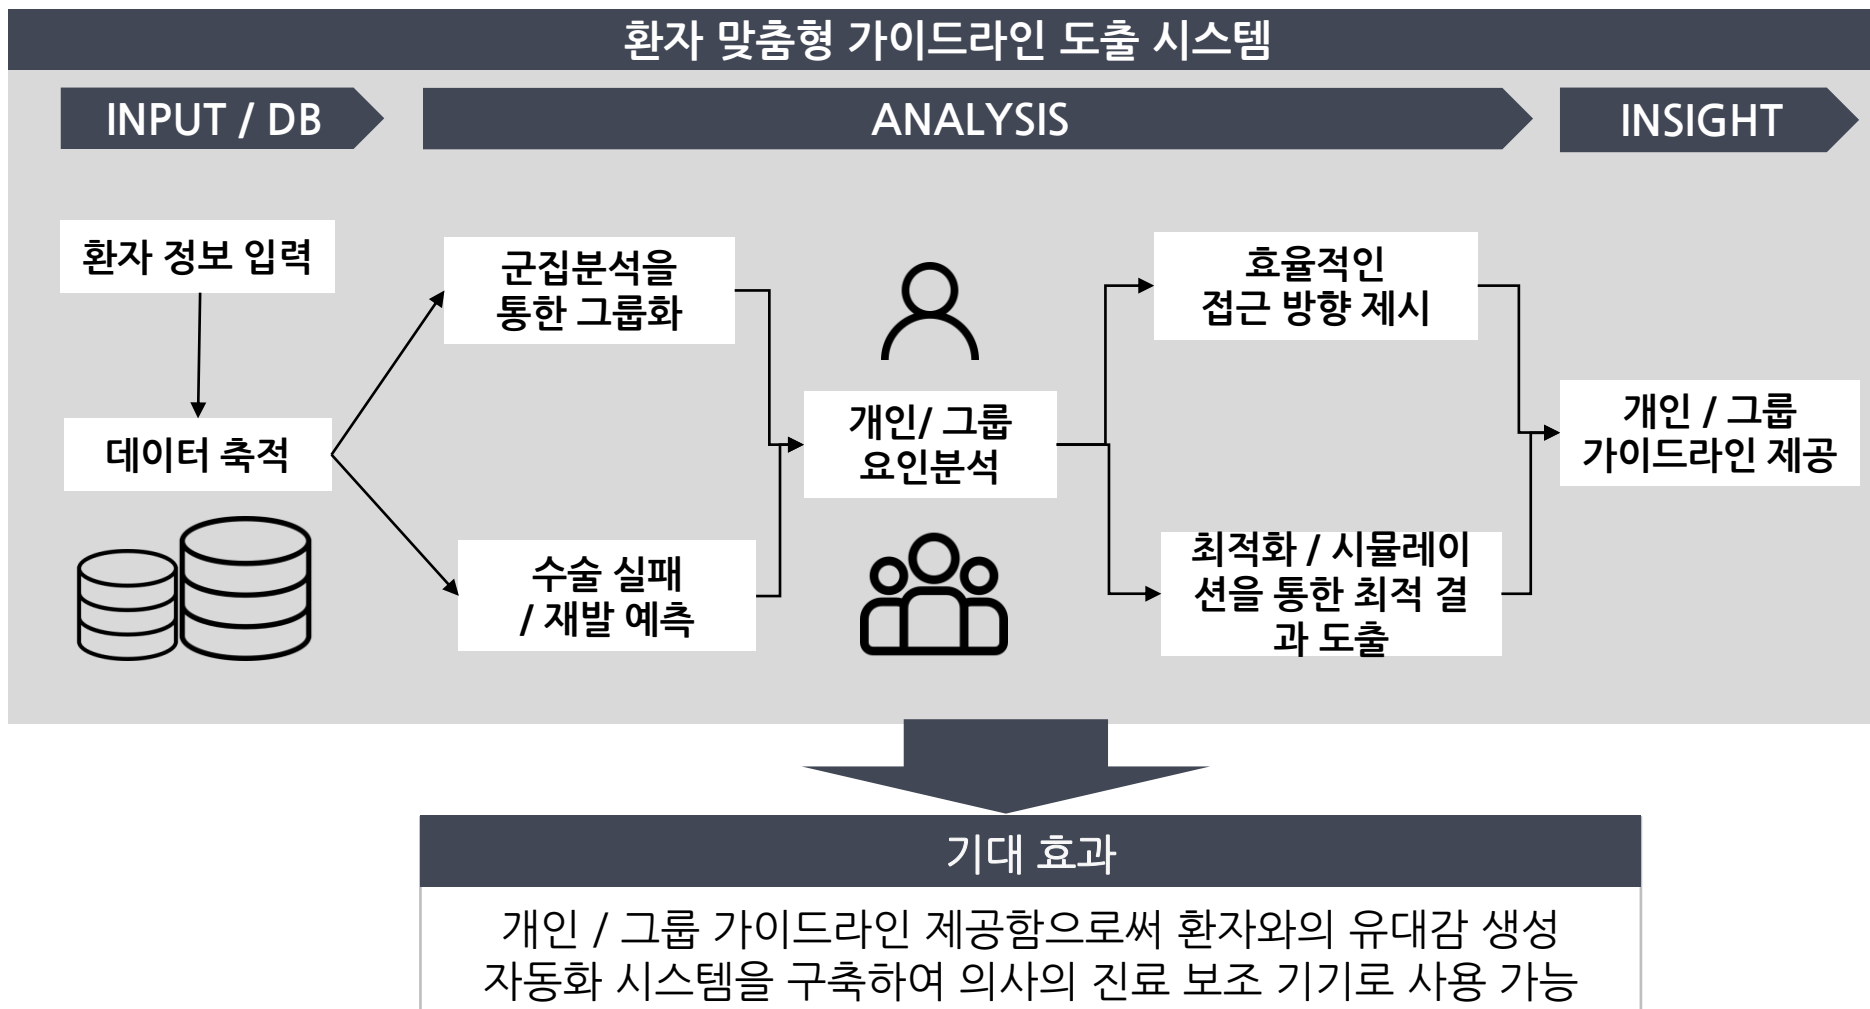 환자 맞춤형 가이드라인 도출 시스템
INPUT / DB
ANALYSIS
INSIGHT
환자 정보 입력
데이터 축적
군집분석을
통한 그룹화
수술 실패
/ 재발 예측
개인/ 그룹
요인분석
효율적인
접근 방향 제시
최적화 / 시뮬레이
션을 통한 최적 결
과 도출
개인 / 그룹
가이드라인 제공
기대 효과
개인 / 그룹 가이드라인 제공함으로써 환자와의 유대감 생성
자동화 시스템을 구축하여 의사의 진료 보조 기기로 사용 가능